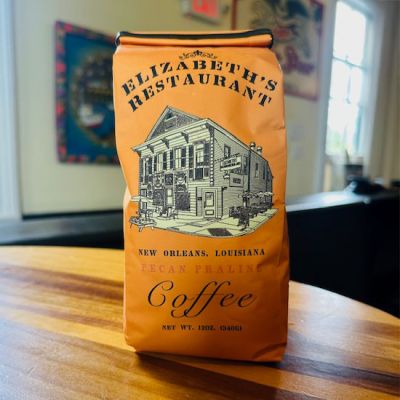 ELIZABETH'S
RESTAURANT
NEW ORLEANS, LOUISIANA
PECAN PRALINE
Coffee
NET WT. 12OZ. (340G)